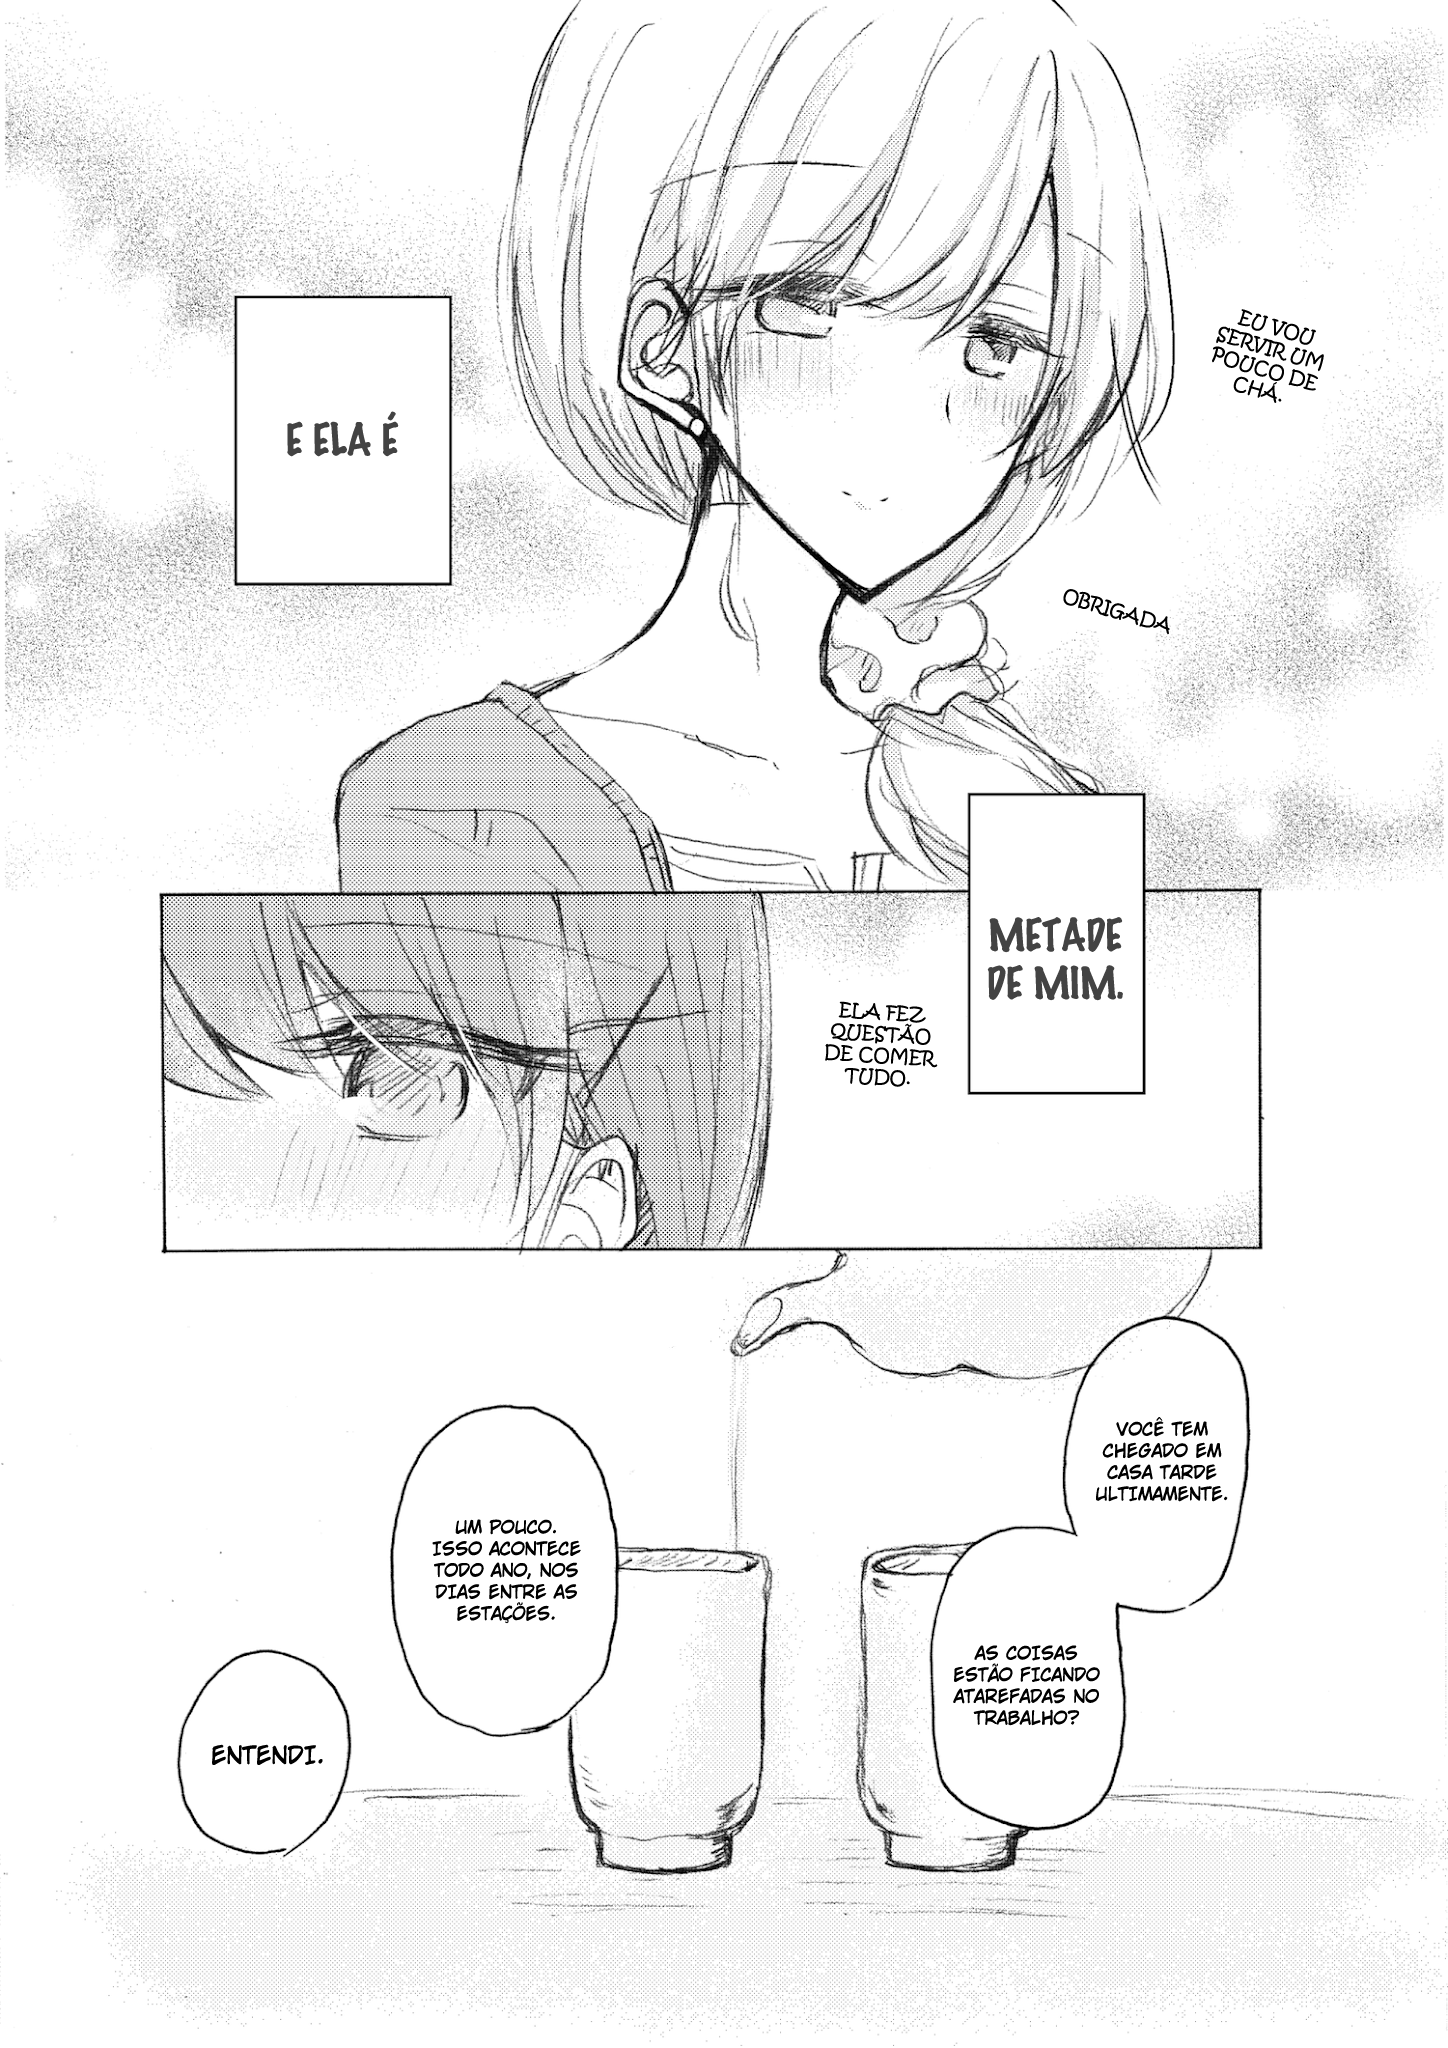 EU VOU
SERVIR UM
POUCO DE
CHÁ.
E ELA É
OBRIGADA
METADE
DE MIM.
ELA FEZ
QUESTÃO
DE COMER
TUDO.
VOCÊ TEM
CHEGADO EM
CASA TARDE
ULTIMAMENTE.
AS COISAS
ESTÃO FICANDO
ATAREFADAS NO
TRABALHO?
UM POUCO.
ISSO ACONTECE
TODO ANO, NOS
DIAS ENTRE AS
ESTAÇÕES.
ENTENDI.